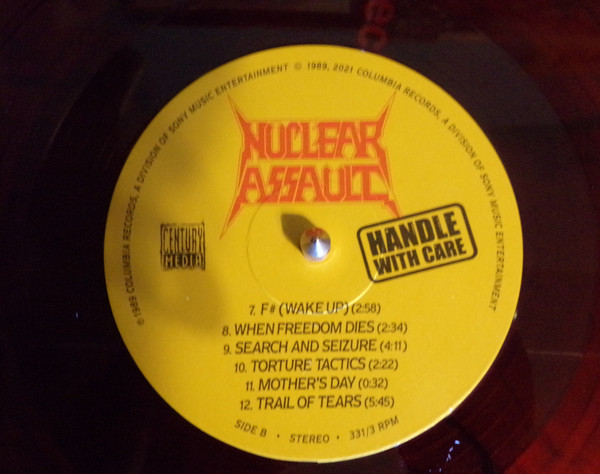 © 1989 COLUMBIA RECORDS, A DIVISION OF SONY MUSIC ENTERTAINMENT © 1989, 2021 COLUMBIA RECORDS, A DIVISION OF SONY MUSIC ENTERTAINMENT
NUCLEAR
ASSAULT
HANDLE
WITH CARE
CENTURY
MEDIA
7. F# (WAKE UP) (2:58)
8. WHEN FREEDOM DIES (2:34)
9. SEARCH AND SEIZURE (4:11)
10. TORTURE TACTICS (2:22)
11. MOTHER'S DAY (0:32)
12. TRAIL OF TEARS (5:45)
SIDE B • STEREO • 331/3 RPM